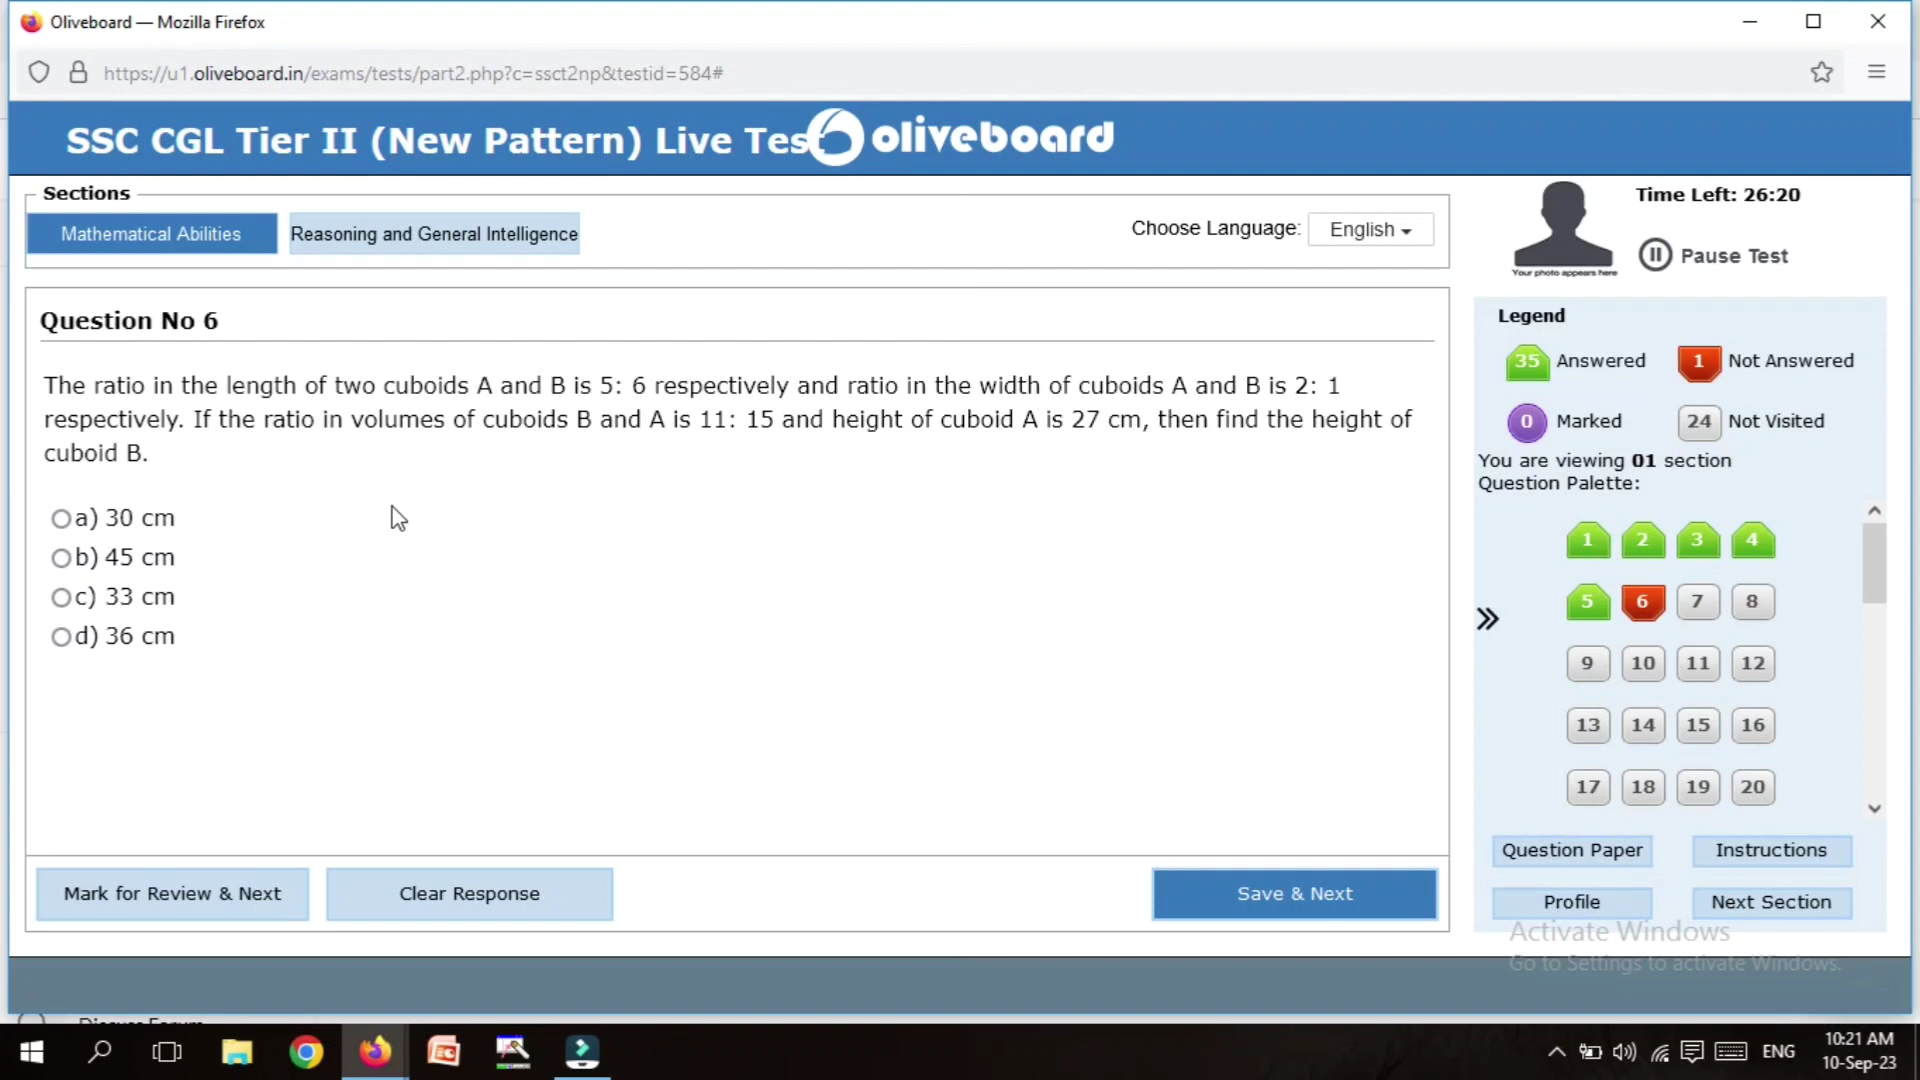 Oliveboard — Mozilla Firefox
https://u1.oliveboard.in/exams/tests/part2.php?c=ssct2np&testid=584#
SSC CGL Tier II (New Pattern) Live Tes
oliveboard
Sections
Mathematical Abilities
Reasoning and General Intelligence
Choose Language:
English
Your photo appears here
Time Left: 26:20
Pause Test
Question No 6
The ratio in the length of two cuboids A and B is 5: 6 respectively and ratio in the width of cuboids A and B is 2: 1
respectively. If the ratio in volumes of cuboids B and A is 11: 15 and height of cuboid A is 27 cm, then find the height of
cuboid B.
a) 30 cm
b) 45 cm
c) 33 cm
d) 36 cm
Mark for Review & Next
Clear Response
Save & Next
Legend
35 Answered
1 Not Answered
0 Marked
24 Not Visited
You are viewing 01 section
Question Palette:
1 2 3 4
5 6 7 8
9 10 11 12
13 14 15 16
17 18 19 20
Question Paper
Instructions
Profile
Next Section
Activate Windows
Go to Settings to activate Windows.
ENG
10:21 AM
10-Sep-23